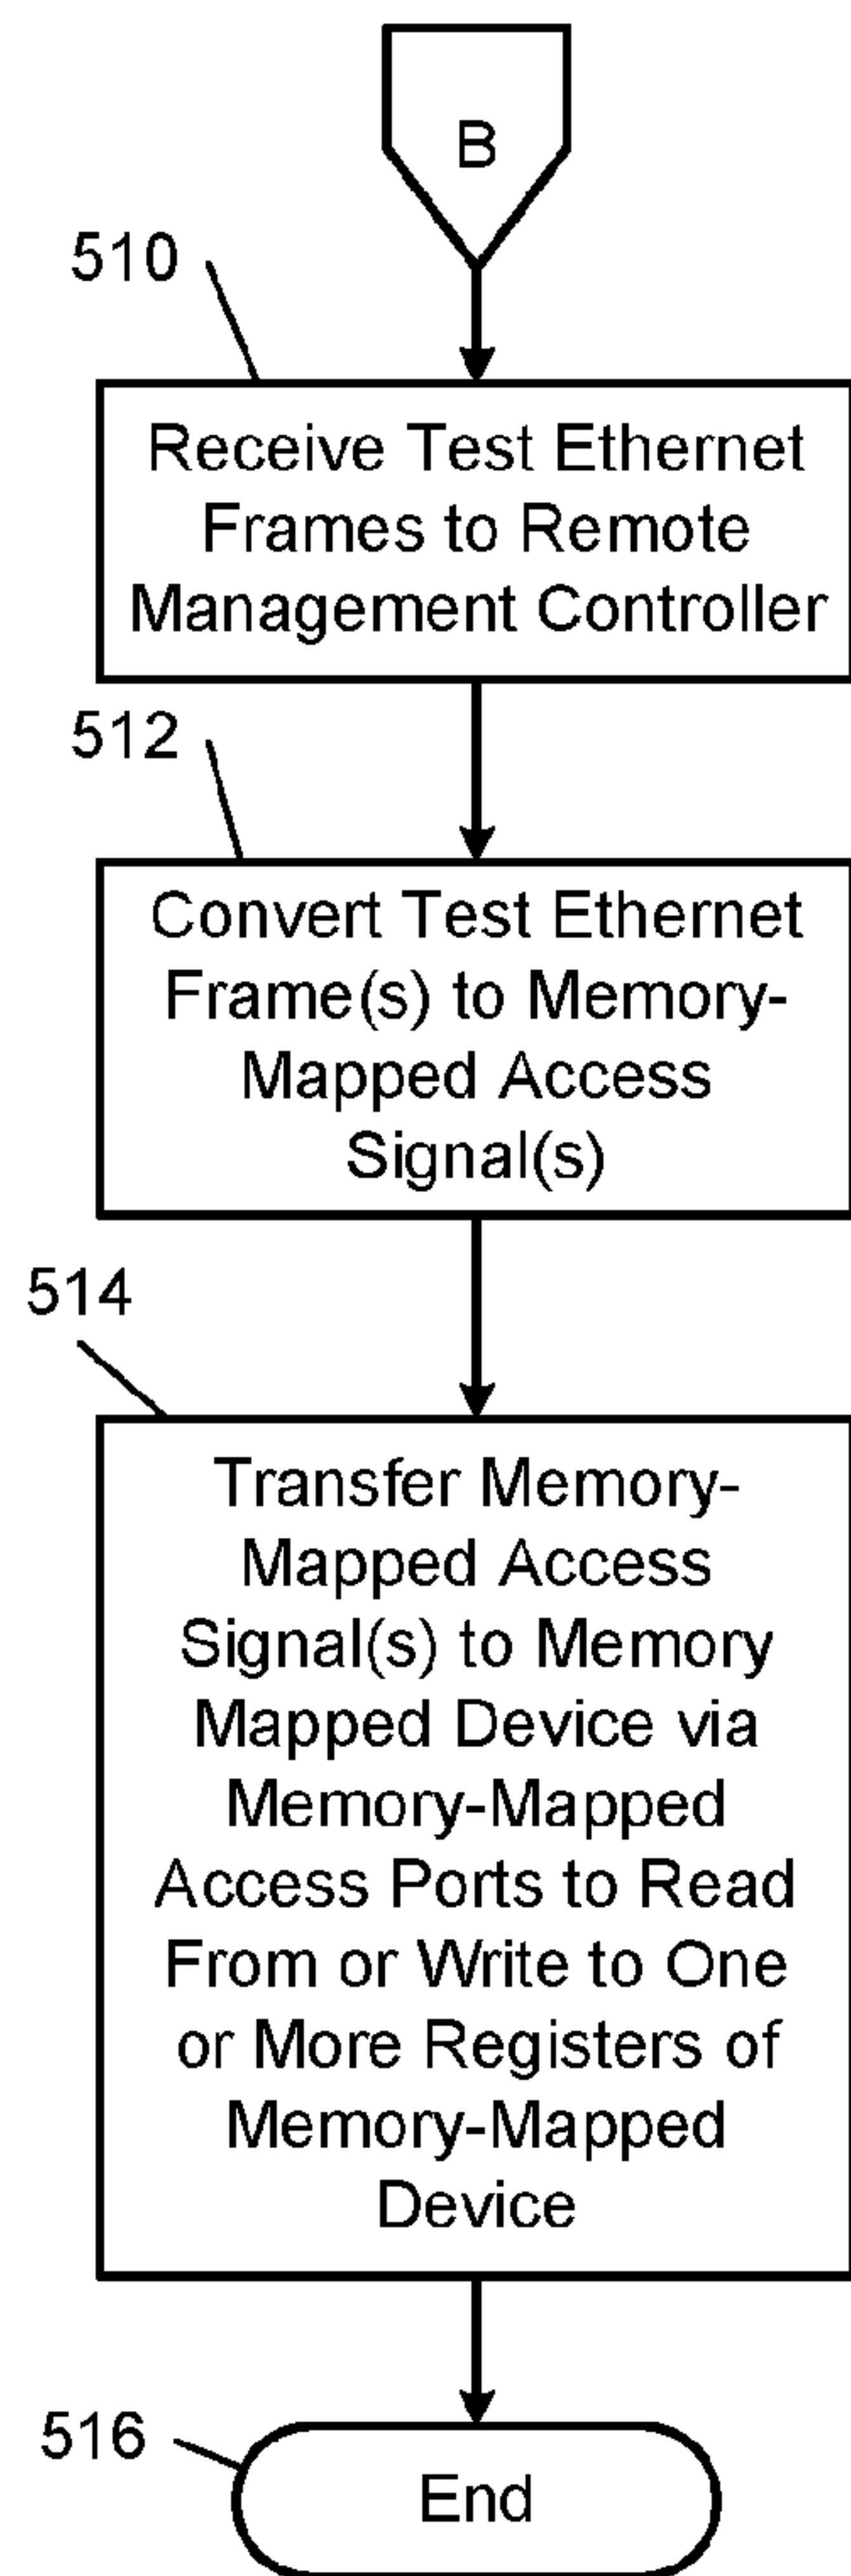 B
510
Receive Test Ethernet
Frames to Remote
Management Controller
512
Convert Test Ethernet
Frame(s) to Memory-
Mapped Access
Signal(s)
514
Transfer Memory-
Mapped Access
Signal(s) to Memory
Mapped Device via
Memory-Mapped
Access Ports to Read
From or Write to One
or More Registers of
Memory-Mapped
Device
516
End